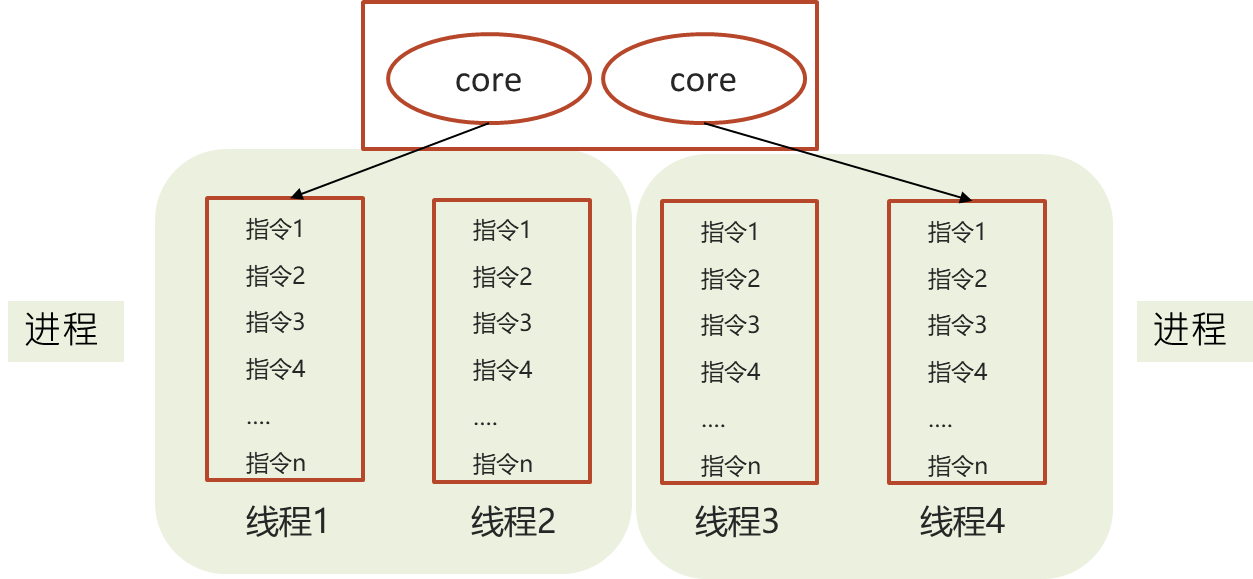 core
core
进程
指令1
指令2
指令3
指令4
....
指令n
线程1
指令1
指令2
指令3
指令4
....
指令n
线程2
指令1
指令2
指令3
指令4
....
指令n
线程3
指令1
指令2
指令3
指令4
....
指令n
线程4
进程